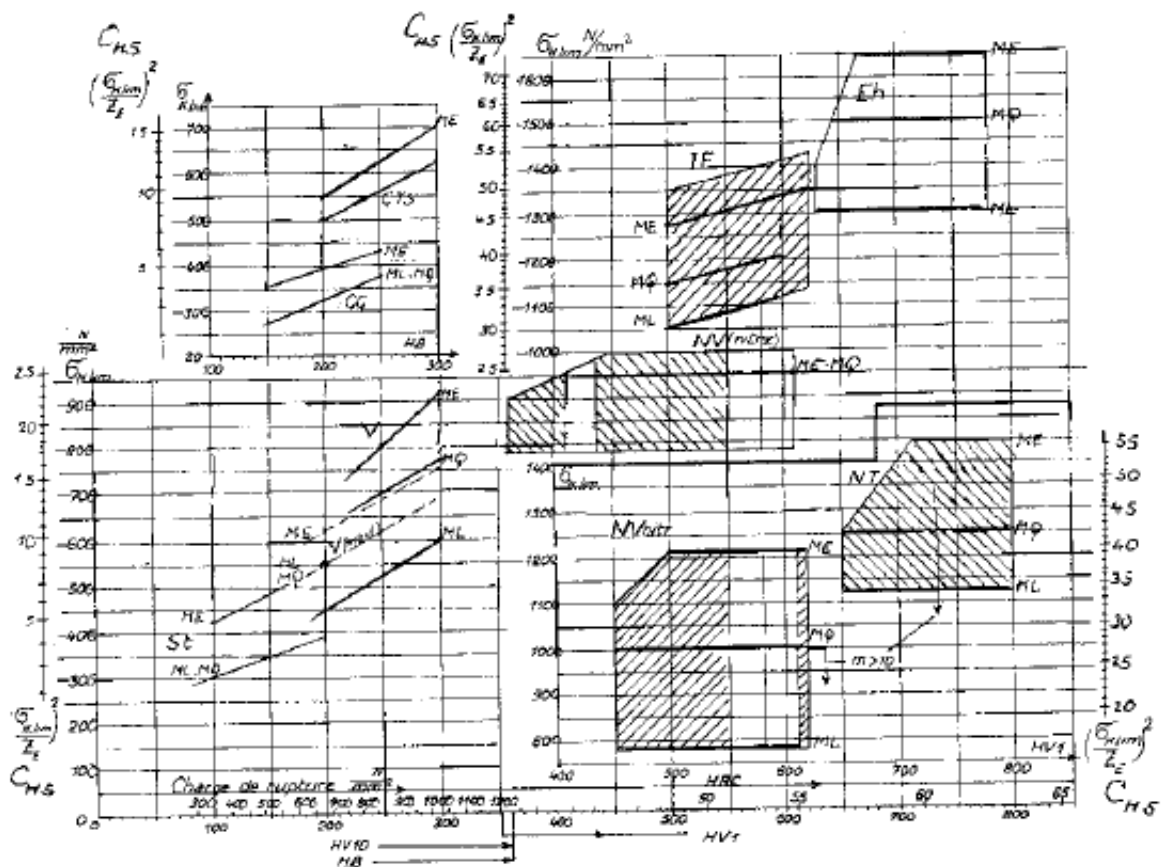 C_HS
(σ_Hlim / Z_E)²
σ_Hlim
15
10
5
700
600
500
400
300
20
100
200
300
HB
ME
GTS
ME
ML-MQ
GG
C_HS (σ_Hlim / Z_E)²
σ_Hlim N/mm²
70
65
60
55
50
45
40
35
30
25
1600
1500
1400
1300
1200
1100
1000
IF
ME
MQ
ML
Eh
ME
MQ
NV(nitr)
ME-MQ
N/mm²
σ_Hlim
25
20
15
10
5
900
800
700
600
500
400
300
200
100
0
V
ME
MQ
ML
ME
ML
MQ
ME
St
ML.MQ
(σ_Hlim / Z_E)²
C_HS
Charge de rupture N/mm²
300 400 500 600 700 800 900 1000 1100 1200
0 100 200 300 400 600 700 800
HV10
HB
HV1
1400
σ_Hlim
1300
1200
1100
1000
900
800
NV nitr
ME
MQ
ML
m>10
NT
ME
MQ
ML
55
50
45
40
35
30
25
20
15
10
400 500 600 700 800
HV1
HRC
50 55 60 65
(σ_Hlim / Z_E)²
C_HS